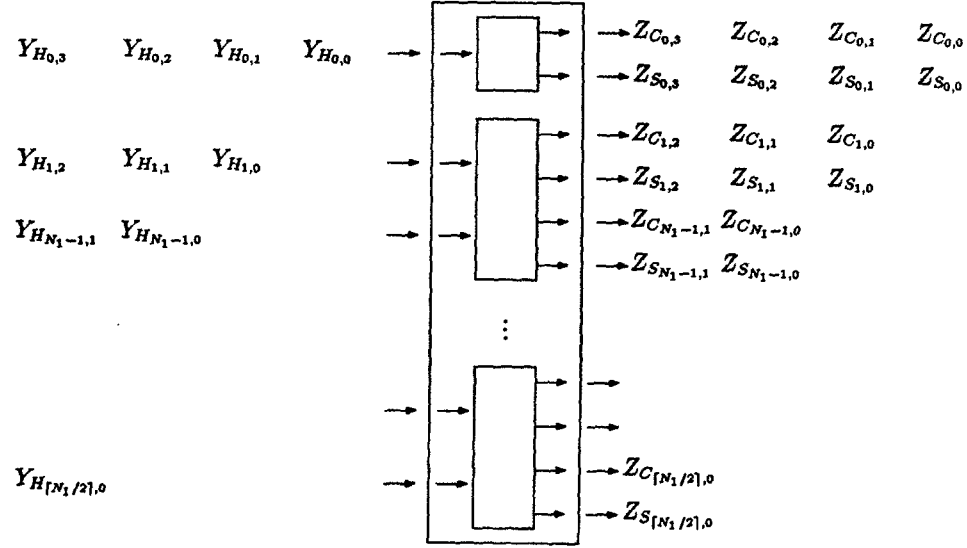 Z_{C_{0,3}} Z_{C_{0,2}} Z_{C_{0,1}} Z_{C_{0,0}}
Y_{H_{0,3}} Y_{H_{0,2}} Y_{H_{0,1}} Y_{H_{0,0}}
Z_{S_{0,3}} Z_{S_{0,2}} Z_{S_{0,1}} Z_{S_{0,0}}
Z_{C_{1,2}} Z_{C_{1,1}} Z_{C_{1,0}}
Y_{H_{1,2}} Y_{H_{1,1}} Y_{H_{1,0}}
Z_{S_{1,2}} Z_{S_{1,1}} Z_{S_{1,0}}
Y_{H_{N_1-1,1}} Y_{H_{N_1-1,0}}
Z_{C_{N_1-1,1}} Z_{C_{N_1-1,0}}
Z_{S_{N_1-1,1}} Z_{S_{N_1-1,0}}
⋮
Y_{H_{⌈N_1/2⌉,0}}
Z_{C_{⌈N_1/2⌉,0}}
Z_{S_{⌈N_1/2⌉,0}}